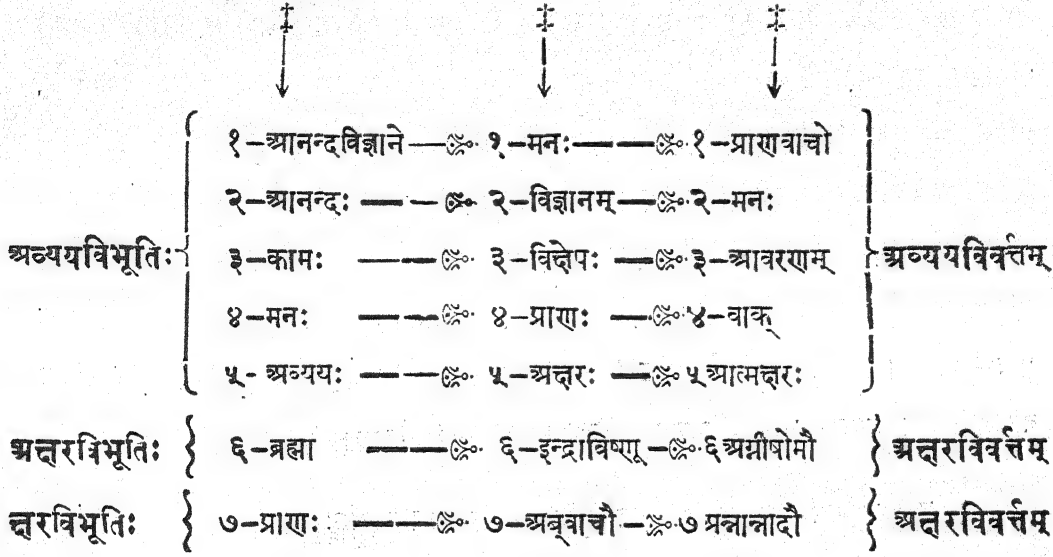 ‡ ‡ ‡
१-आनन्दविज्ञाने — १-मनः — १-प्राणवाचो
२-आनन्दः — २-विज्ञानम् — २-मनः
अव्ययविभूतिः { ३-कामः — ३-विक्षेपः — ३-आवरणम् } अव्ययविवर्त्तम्
४-मनः — ४-प्राणः — ४-वाक्
५- अव्ययः — ५-अक्षरः — ५ आत्मक्षरः
अक्षरविभूतिः { ६-ब्रह्मा — ६-इन्द्राविष्णू — ६ अग्नीषोमौ } अक्षरविवर्त्तम्
क्षरविभूतिः { ७-प्राणः — ७-अब्वाचौ — ७ प्रन्नान्नादौ } अक्षरविवर्त्तम्